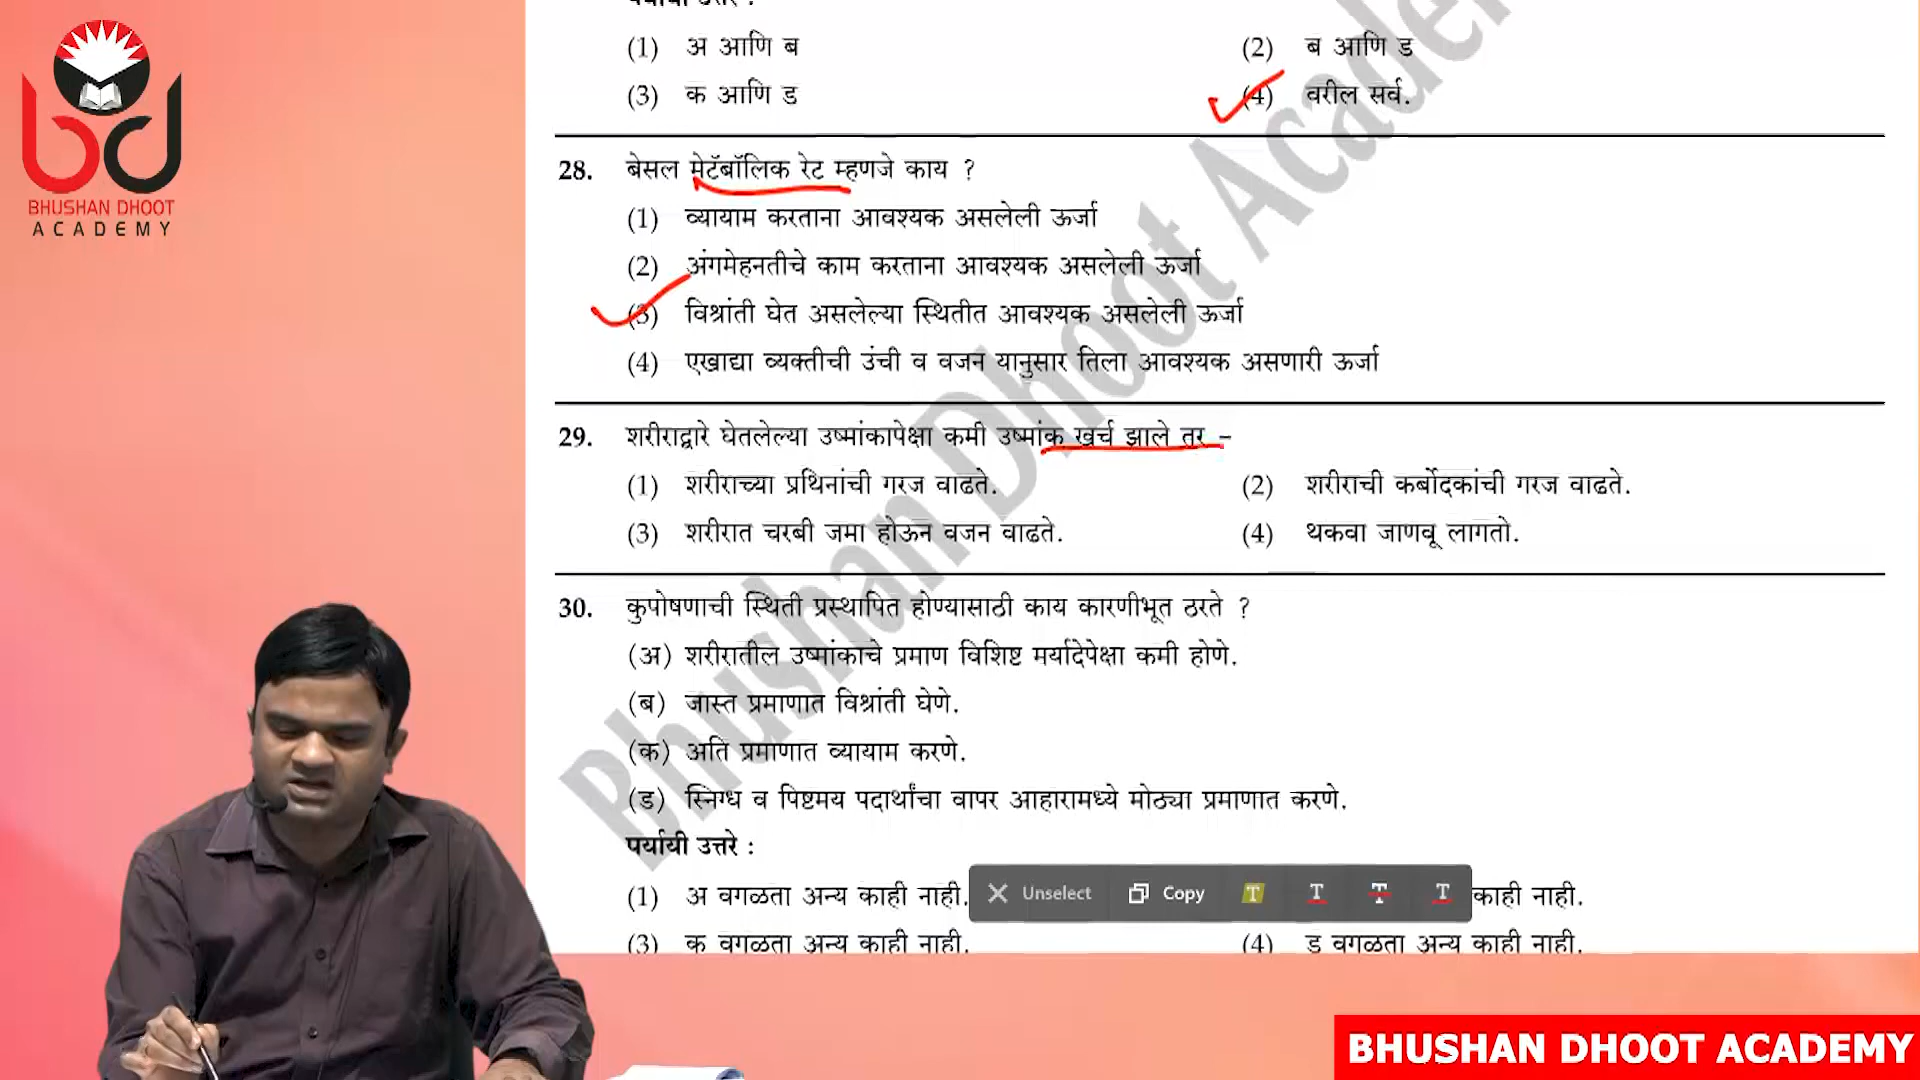 (1) अ आणि ब
(2) ब आणि ड
(3) क आणि ड
(4) वरील सर्व.
28. बेसल मेटॅबॉलिक रेट म्हणजे काय ?
(1) व्यायाम करताना आवश्यक असलेली ऊर्जा
(2) अंगमेहनतीचे काम करताना आवश्यक असलेली ऊर्जा
(3) विश्रांती घेत असलेल्या स्थितीत आवश्यक असलेली ऊर्जा
(4) एखाद्या व्यक्तीची उंची व वजन यानुसार तिला आवश्यक असणारी ऊर्जा
29. शरीराद्वारे घेतलेल्या उष्मांकापेक्षा कमी उष्मांक खर्च झाले तर –
(1) शरीराच्या प्रथिनांची गरज वाढते.
(2) शरीराची कर्बोदकांची गरज वाढते.
(3) शरीरात चरबी जमा होऊन वजन वाढते.
(4) थकवा जाणवू लागतो.
30. कुपोषणाची स्थिती प्रस्थापित होण्यासाठी काय कारणीभूत ठरते ?
(अ) शरीरातील उष्मांकाचे प्रमाण विशिष्ट मर्यादेपेक्षा कमी होणे.
(ब) जास्त प्रमाणात विश्रांती घेणे.
(क) अति प्रमाणात व्यायाम करणे.
(ड) स्निग्ध व पिष्टमय पदार्थांचा वापर आहारामध्ये मोठ्या प्रमाणात करणे.
पर्यायी उत्तरे :
(1) अ वगळता अन्य काही नाही.
काही नाही.
(3) क वगळता अन्य काही नाही.
(4) ड वगळता अन्य काही नाही.
Unselect Copy
Bhushan Dhoot Academ
bd
BHUSHAN DHOOT
ACADEMY
BHUSHAN DHOOT ACADEMY